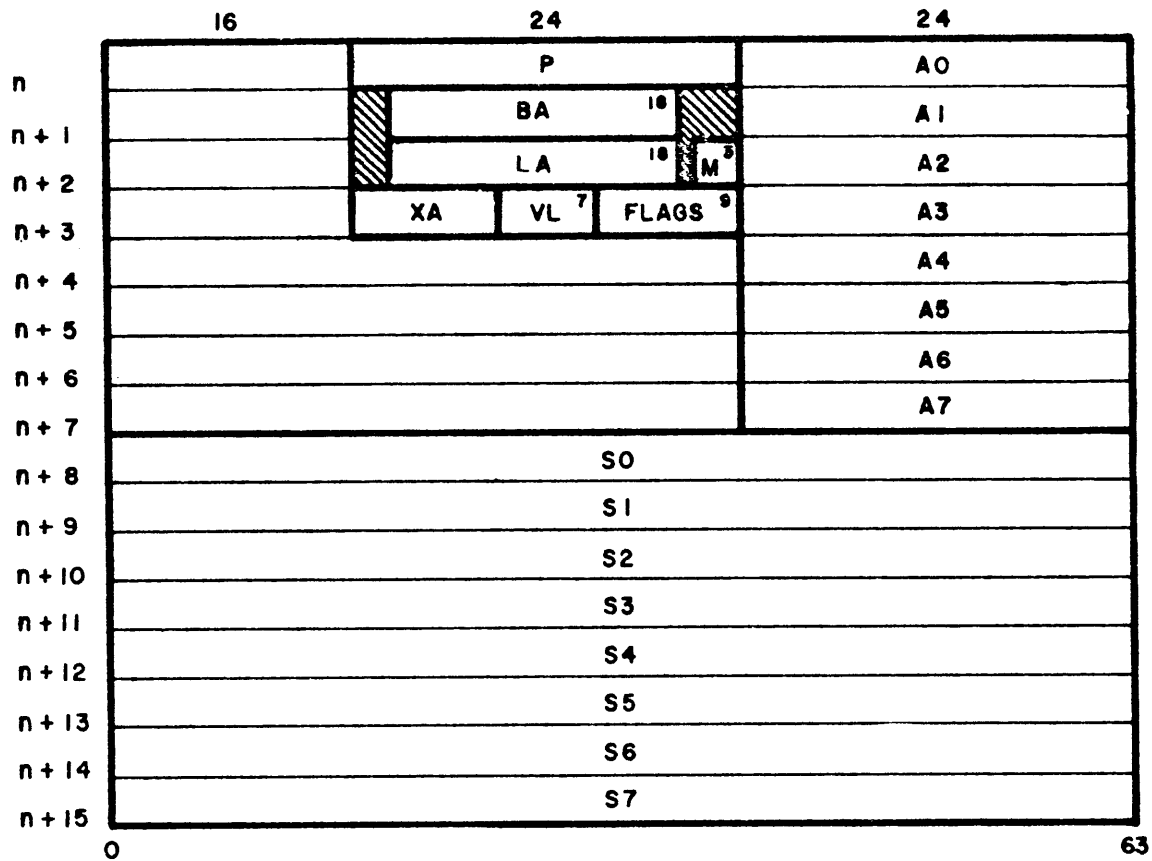 16 24 24
n P A0
n + 1 BA 18 A1
n + 2 LA 18 M 3 A2
n + 3 XA VL 7 FLAGS 9 A3
n + 4 A4
n + 5 A5
n + 6 A6
n + 7 A7
n + 8 S0
n + 9 S1
n + 10 S2
n + 11 S3
n + 12 S4
n + 13 S5
n + 14 S6
n + 15 S7
0 63